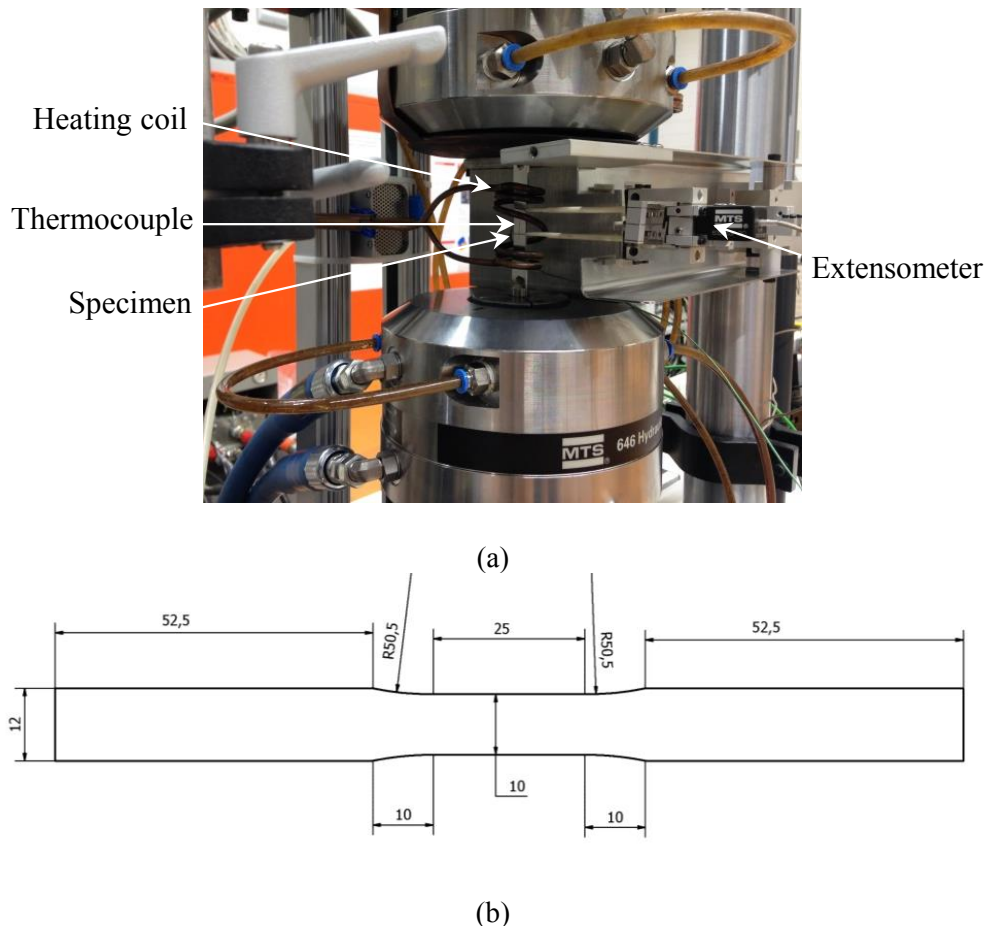 Heating coil
Thermocouple
Specimen
Extensometer
MTS
MTS
646 Hydrau
(a)
52,5
R50,5
25
R50,5
52,5
12
10
10
10
(b)